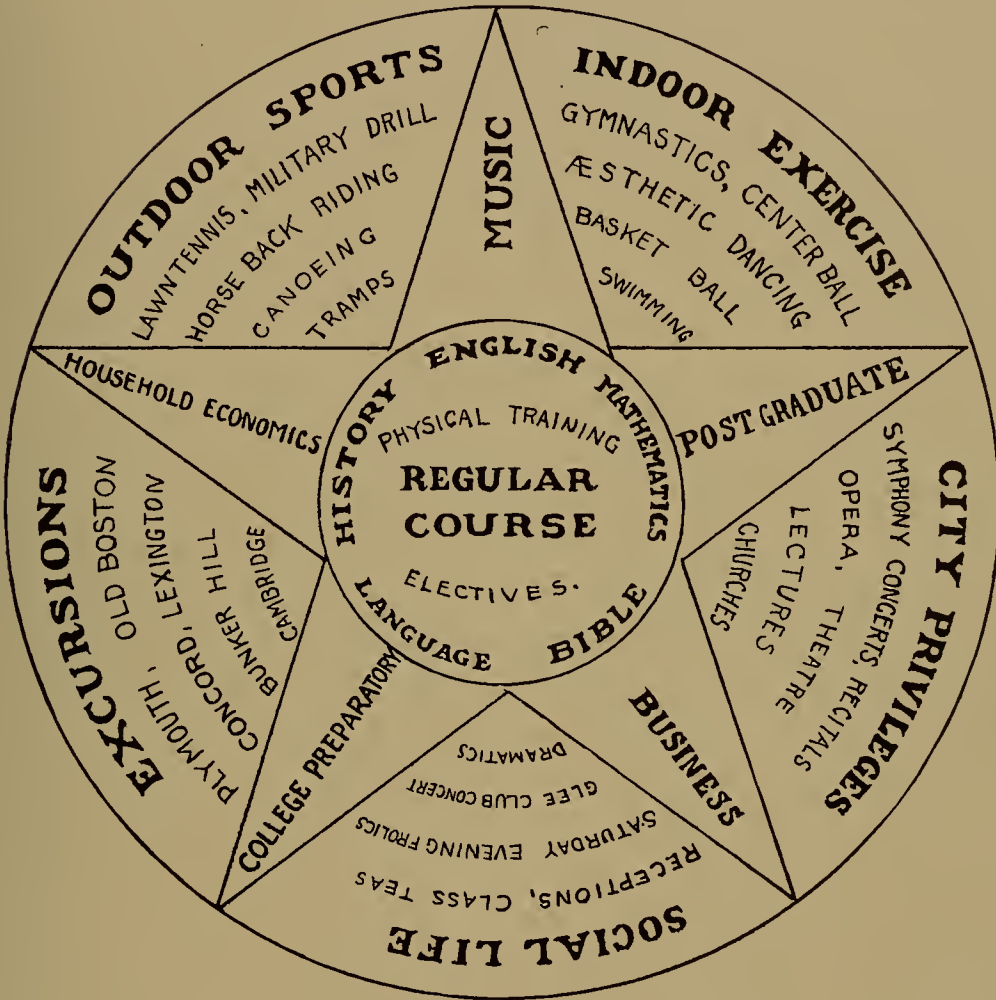 OUTDOOR SPORTS
LAWN TENNIS, MILITARY DRILL
HORSE BACK RIDING
CANOEING
TRAMPS
MUSIC
INDOOR EXERCISE
GYMNASTICS, CENTER BALL
ÆSTHETIC DANCING
BASKET BALL
SWIMMING
POST GRADUATE
CITY PRIVILEGES
SYMPHONY CONCERTS, RECITALS
OPERA, THEATRE
LECTURES
CHURCHES
BUSINESS
SOCIAL LIFE
RECEPTIONS, CLASS TEAS
SATURDAY EVENING FROLICS
GLEE CLUB CONCERT
DRAMATICS
COLLEGE PREPARATORY
EXCURSIONS
PLYMOUTH, OLD BOSTON
CONCORD, LEXINGTON
BUNKER HILL
CAMBRIDGE
HOUSEHOLD ECONOMICS
HISTORY ENGLISH MATHEMATICS
PHYSICAL TRAINING
REGULAR
COURSE
ELECTIVES.
LANGUAGE BIBLE